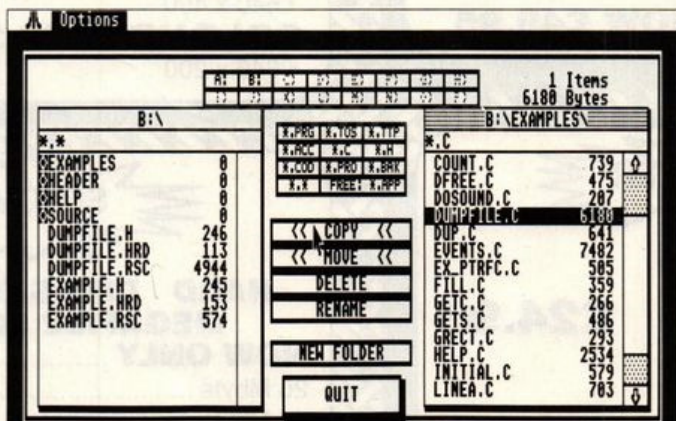 Options
A: B: C: D: E: F: G: H:
I: J: K: L: M: N: O: P:
1 Items
6180 Bytes
B:\
*.*
EXAMPLES 0
HEADER 0
HELP 0
SOURCE 0
DUMPFILE.H 246
DUMPFILE.HRD 113
DUMPFILE.RSC 4944
EXAMPLE.H 245
EXAMPLE.HRD 153
EXAMPLE.RSC 574
*.PRG *.TOS *.TTP
*.ACC *.C *.H
*.COD *.PRO *.BAK
*.* FREE! *.APP
<< COPY <<
<< MOVE <<
DELETE
RENAME
NEW FOLDER
QUIT
B:\EXAMPLES\
*.C
COUNT.C 739
DFREE.C 475
DOSOUND.C 207
DUMPFILE.C 6180
DUP.C 641
EVENTS.C 7482
EX_PTRFC.C 505
FILL.C 359
GETC.C 266
GETS.C 486
GRECT.C 293
HELP.C 2534
INITIAL.C 579
LINEA.C 703